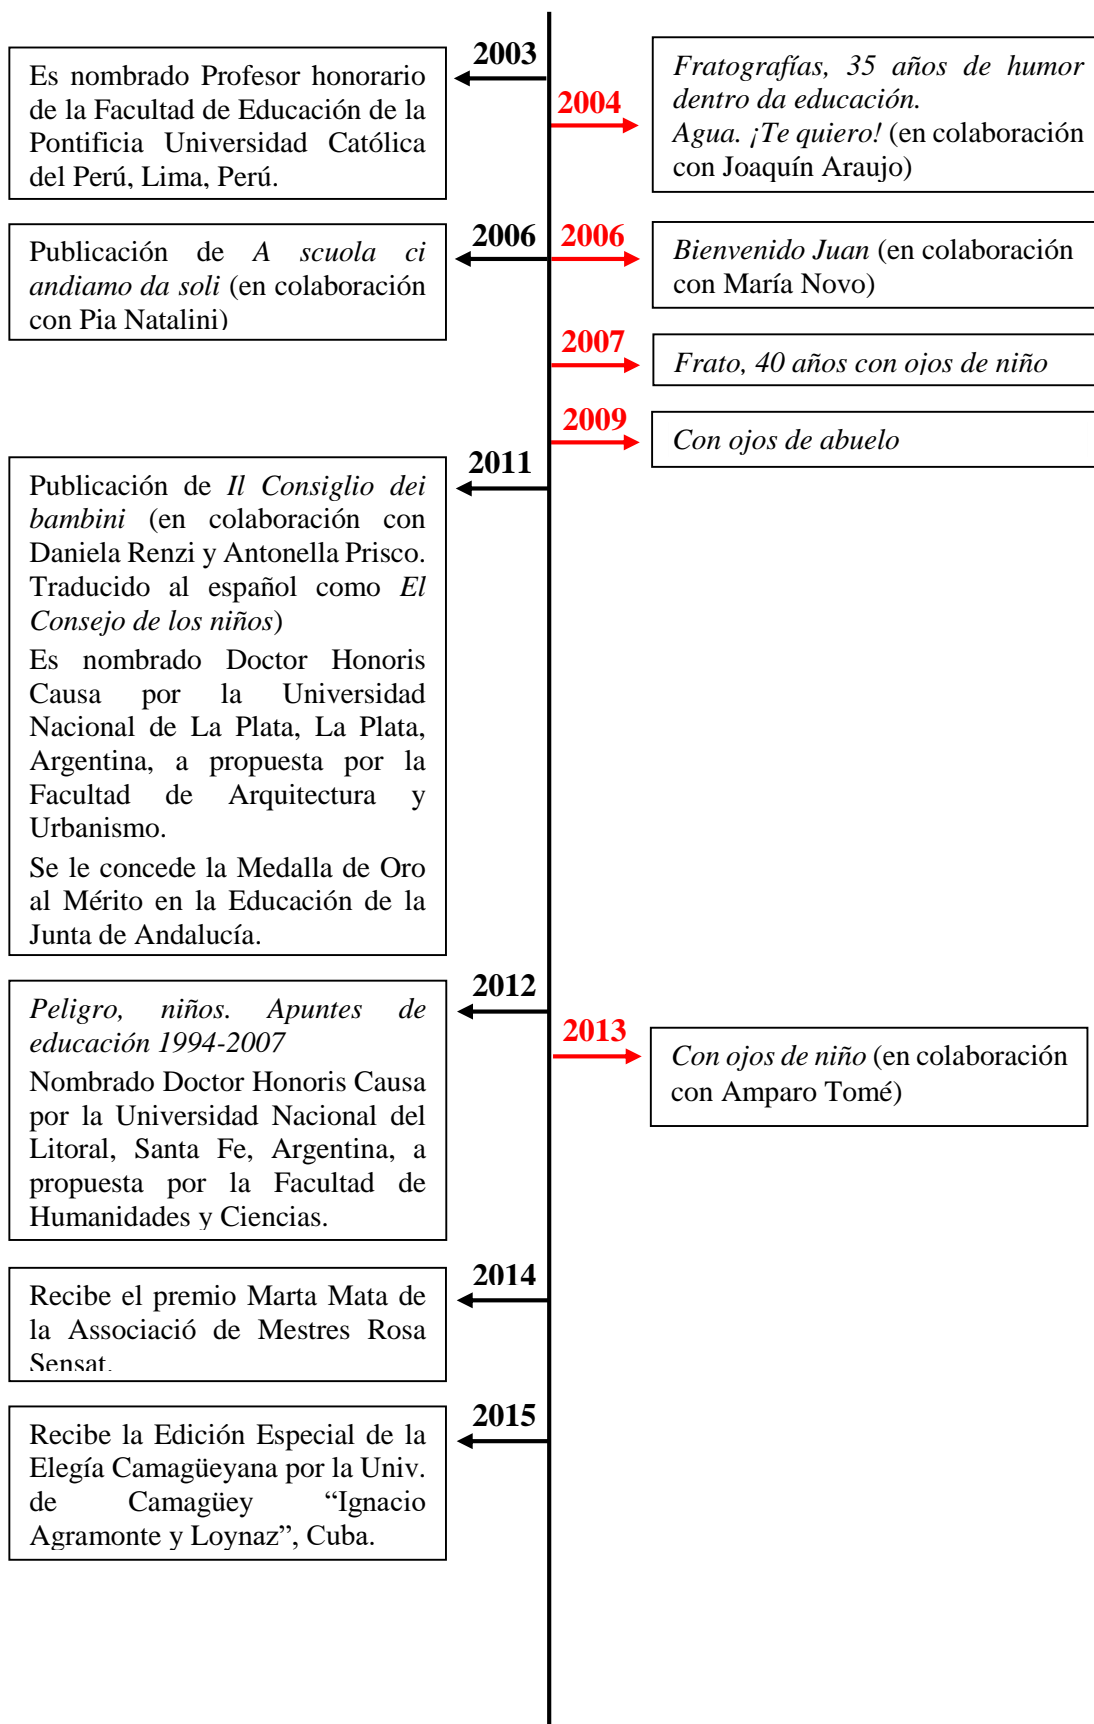 2003
Es nombrado Profesor honorario
de la Facultad de Educación de la
Pontificia Universidad Católica
del Perú, Lima, Perú.
2004
Fratografías, 35 años de humor
dentro da educación.
Agua. ¡Te quiero! (en colaboración
con Joaquín Araujo)
2006
Publicación de A scuola ci
andiamo da soli (en colaboración
con Pia Natalini)
2006
Bienvenido Juan (en colaboración
con María Novo)
2007
Frato, 40 años con ojos de niño
2009
Con ojos de abuelo
2011
Publicación de Il Consiglio dei
bambini (en colaboración con
Daniela Renzi y Antonella Prisco.
Traducido al español como El
Consejo de los niños)
Es nombrado Doctor Honoris
Causa por la Universidad
Nacional de La Plata, La Plata,
Argentina, a propuesta por la
Facultad de Arquitectura y
Urbanismo.
Se le concede la Medalla de Oro
al Mérito en la Educación de la
Junta de Andalucía.
2012
Peligro, niños. Apuntes de
educación 1994-2007
Nombrado Doctor Honoris Causa
por la Universidad Nacional del
Litoral, Santa Fe, Argentina, a
propuesta por la Facultad de
Humanidades y Ciencias.
2013
Con ojos de niño (en colaboración
con Amparo Tomé)
2014
Recibe el premio Marta Mata de
la Associació de Mestres Rosa
Sensat.
2015
Recibe la Edición Especial de la
Elegía Camagüeyana por la Univ.
de Camagüey “Ignacio
Agramonte y Loynaz”, Cuba.